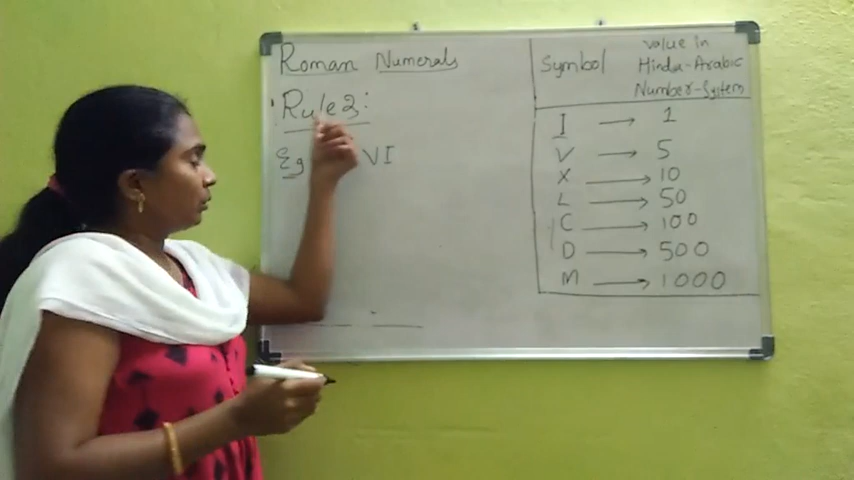 Roman Numerals
Rule 3:
Eg VI
Symbol
value in
Hindu-Arabic
Number-System
I → 1
V → 5
X → 10
L → 50
C → 100
D → 500
M → 1000